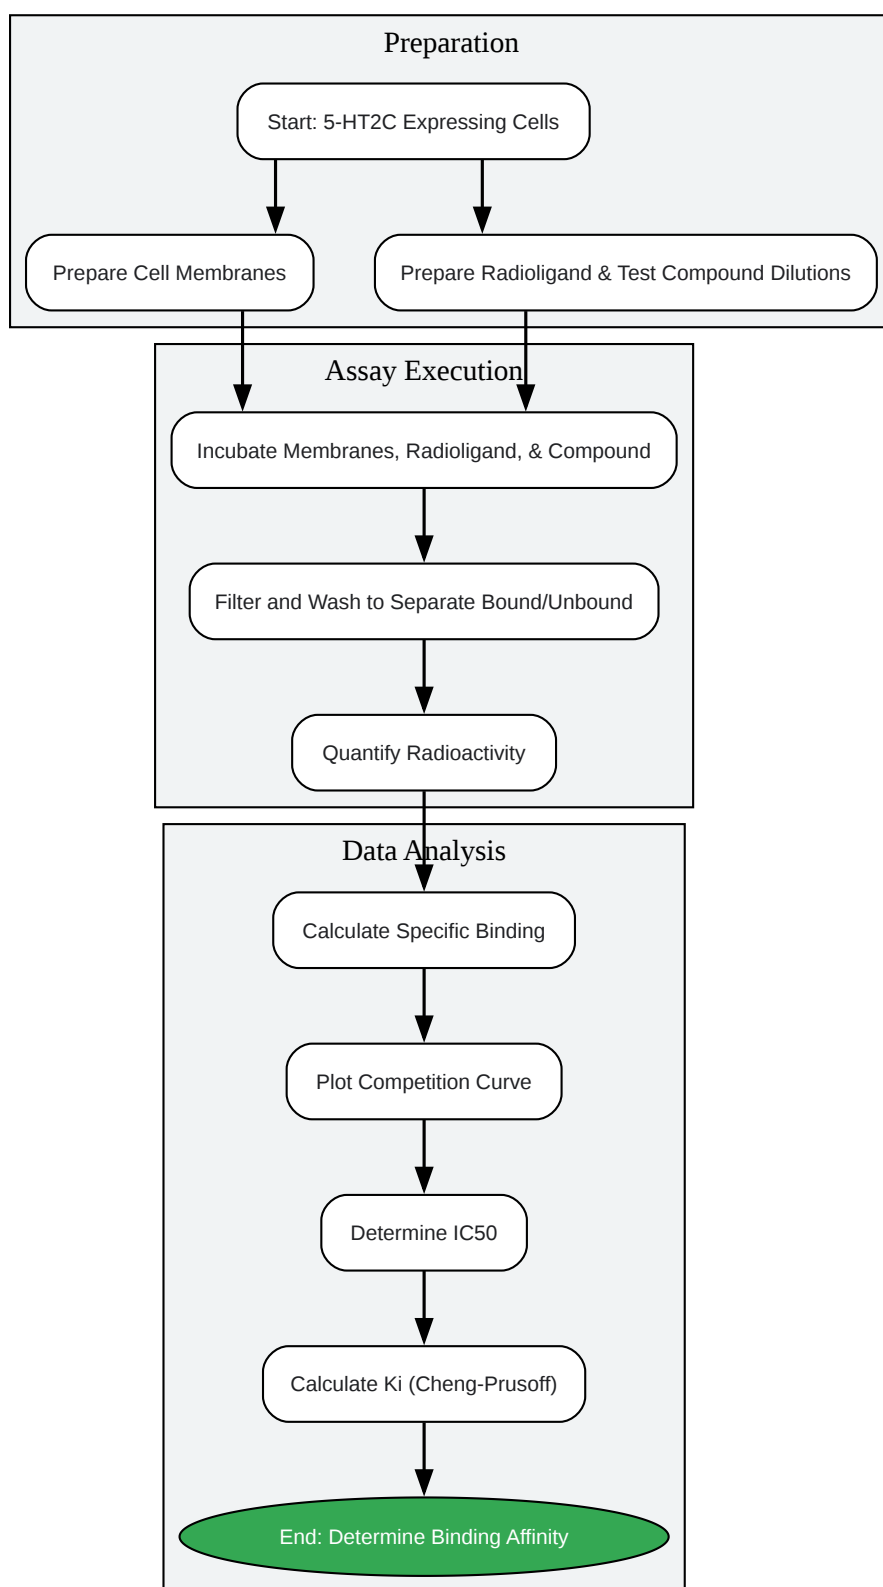 Preparation
Start: 5-HT2C Expressing Cells
Prepare Cell Membranes
Prepare Radioligand & Test Compound Dilutions
Assay Execution
Incubate Membranes, Radioligand, & Compound
Filter and Wash to Separate Bound/Unbound
Quantify Radioactivity
Data Analysis
Calculate Specific Binding
Plot Competition Curve
Determine IC50
Calculate Ki (Cheng-Prusoff)
End: Determine Binding Affinity